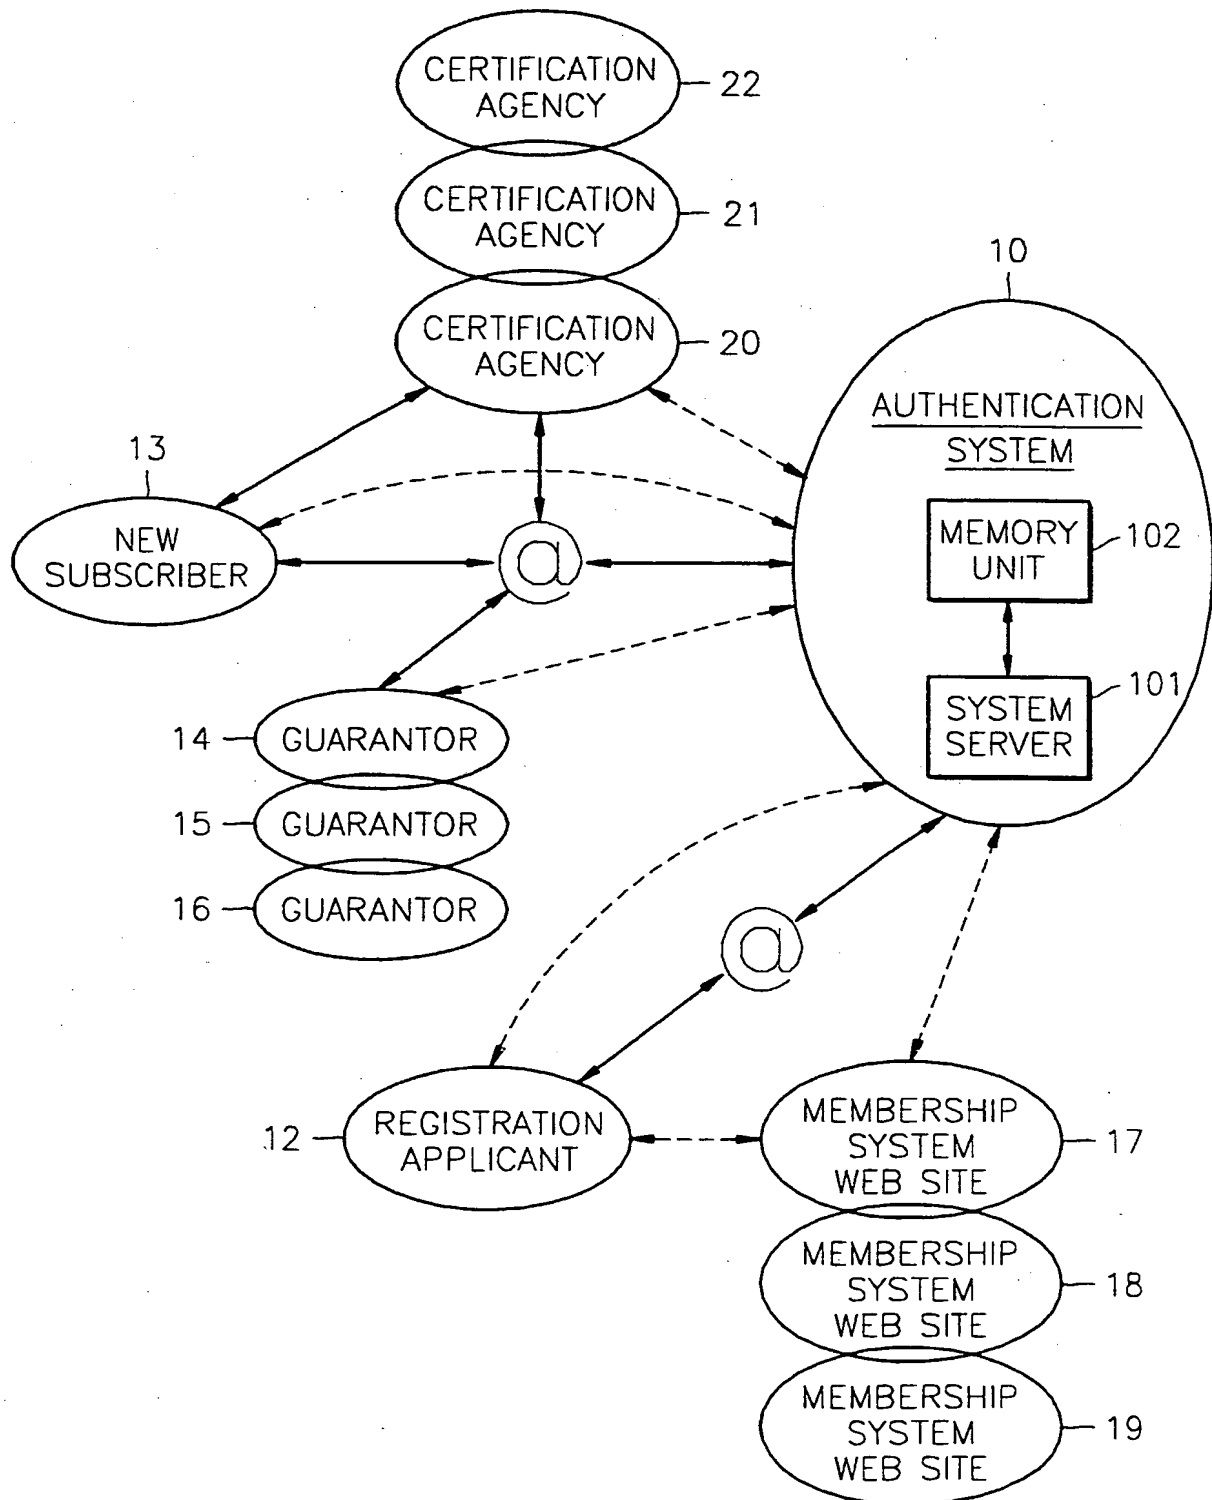 CERTIFICATION
AGENCY
22
CERTIFICATION
AGENCY
21
CERTIFICATION
AGENCY
20
10
AUTHENTICATION
SYSTEM
MEMORY
UNIT
102
SYSTEM
SERVER
101
13
NEW
SUBSCRIBER
@
14
GUARANTOR
15
GUARANTOR
16
GUARANTOR
@
12
REGISTRATION
APPLICANT
MEMBERSHIP
SYSTEM
WEB SITE
17
MEMBERSHIP
SYSTEM
WEB SITE
18
MEMBERSHIP
SYSTEM
WEB SITE
19